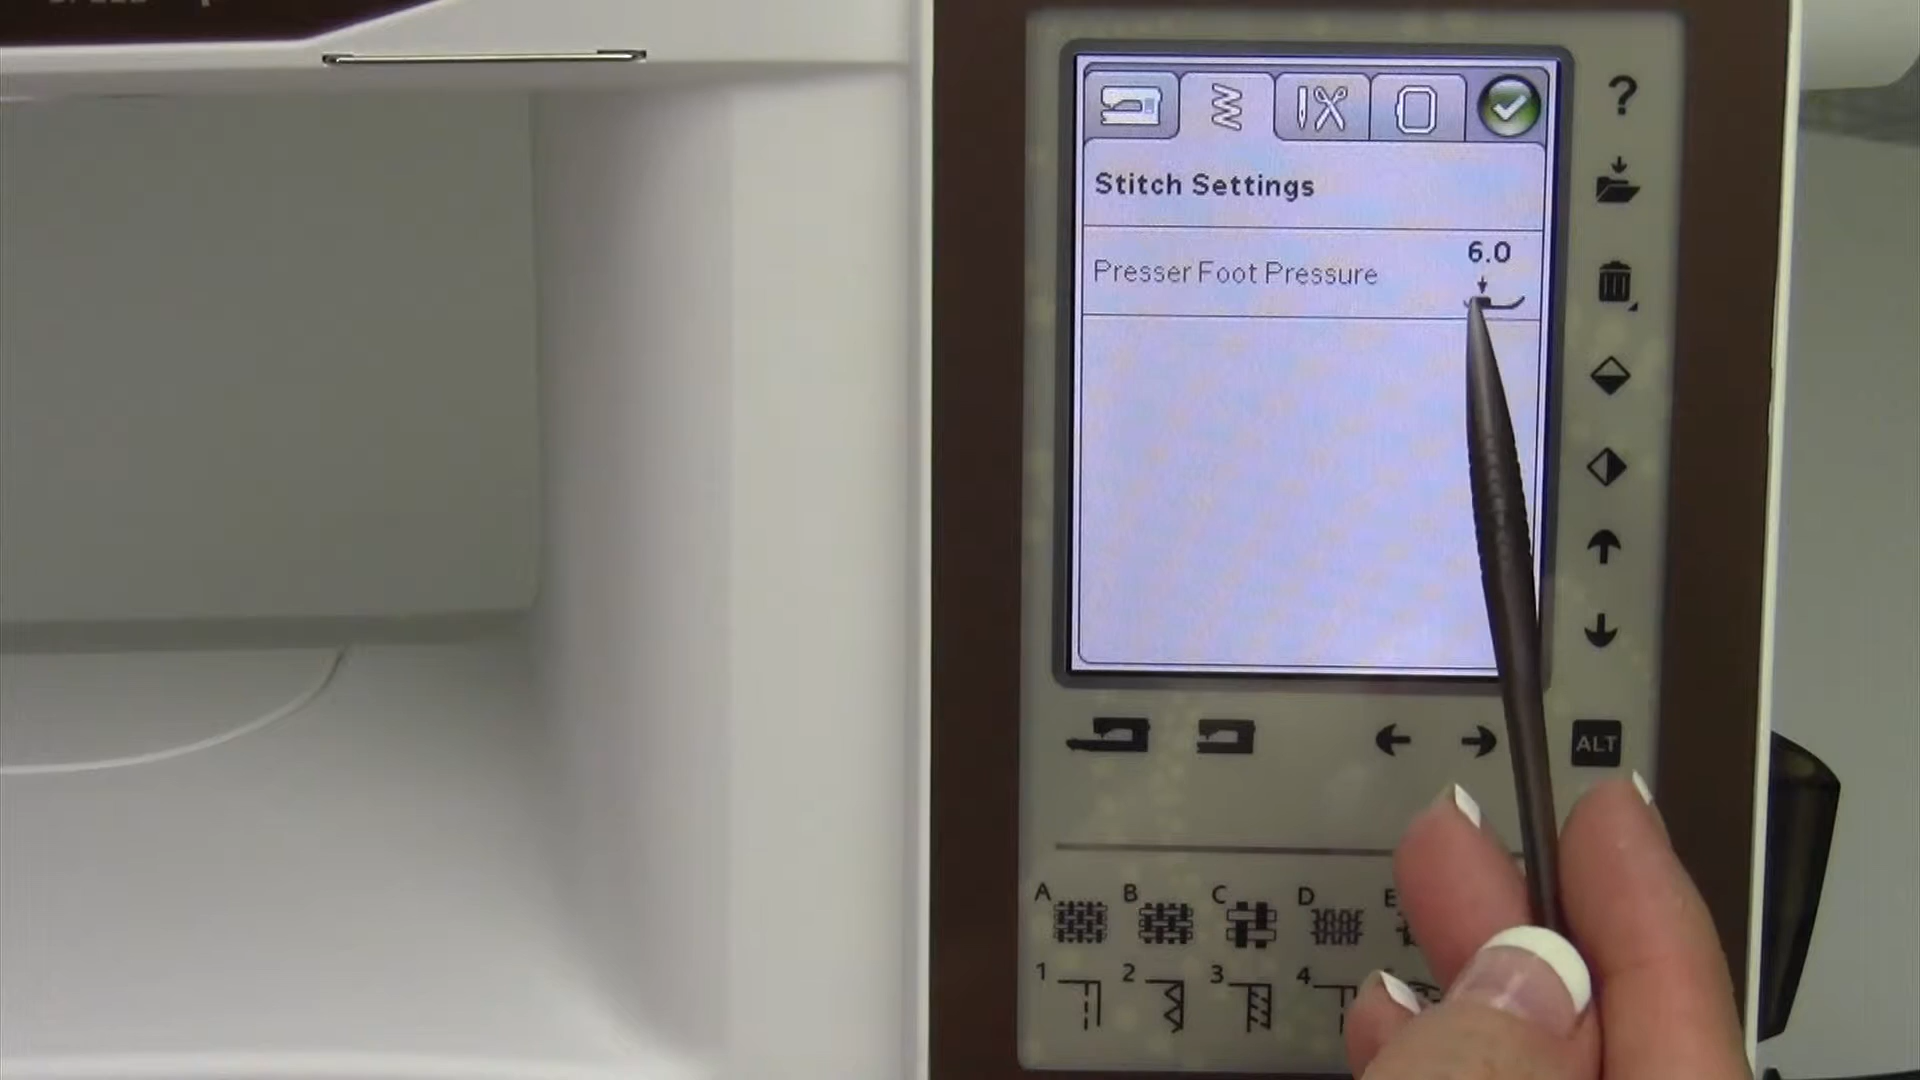 ?
Stitch Settings
6.0
Presser Foot Pressure
ALT
A B C D E
1 2 3 4